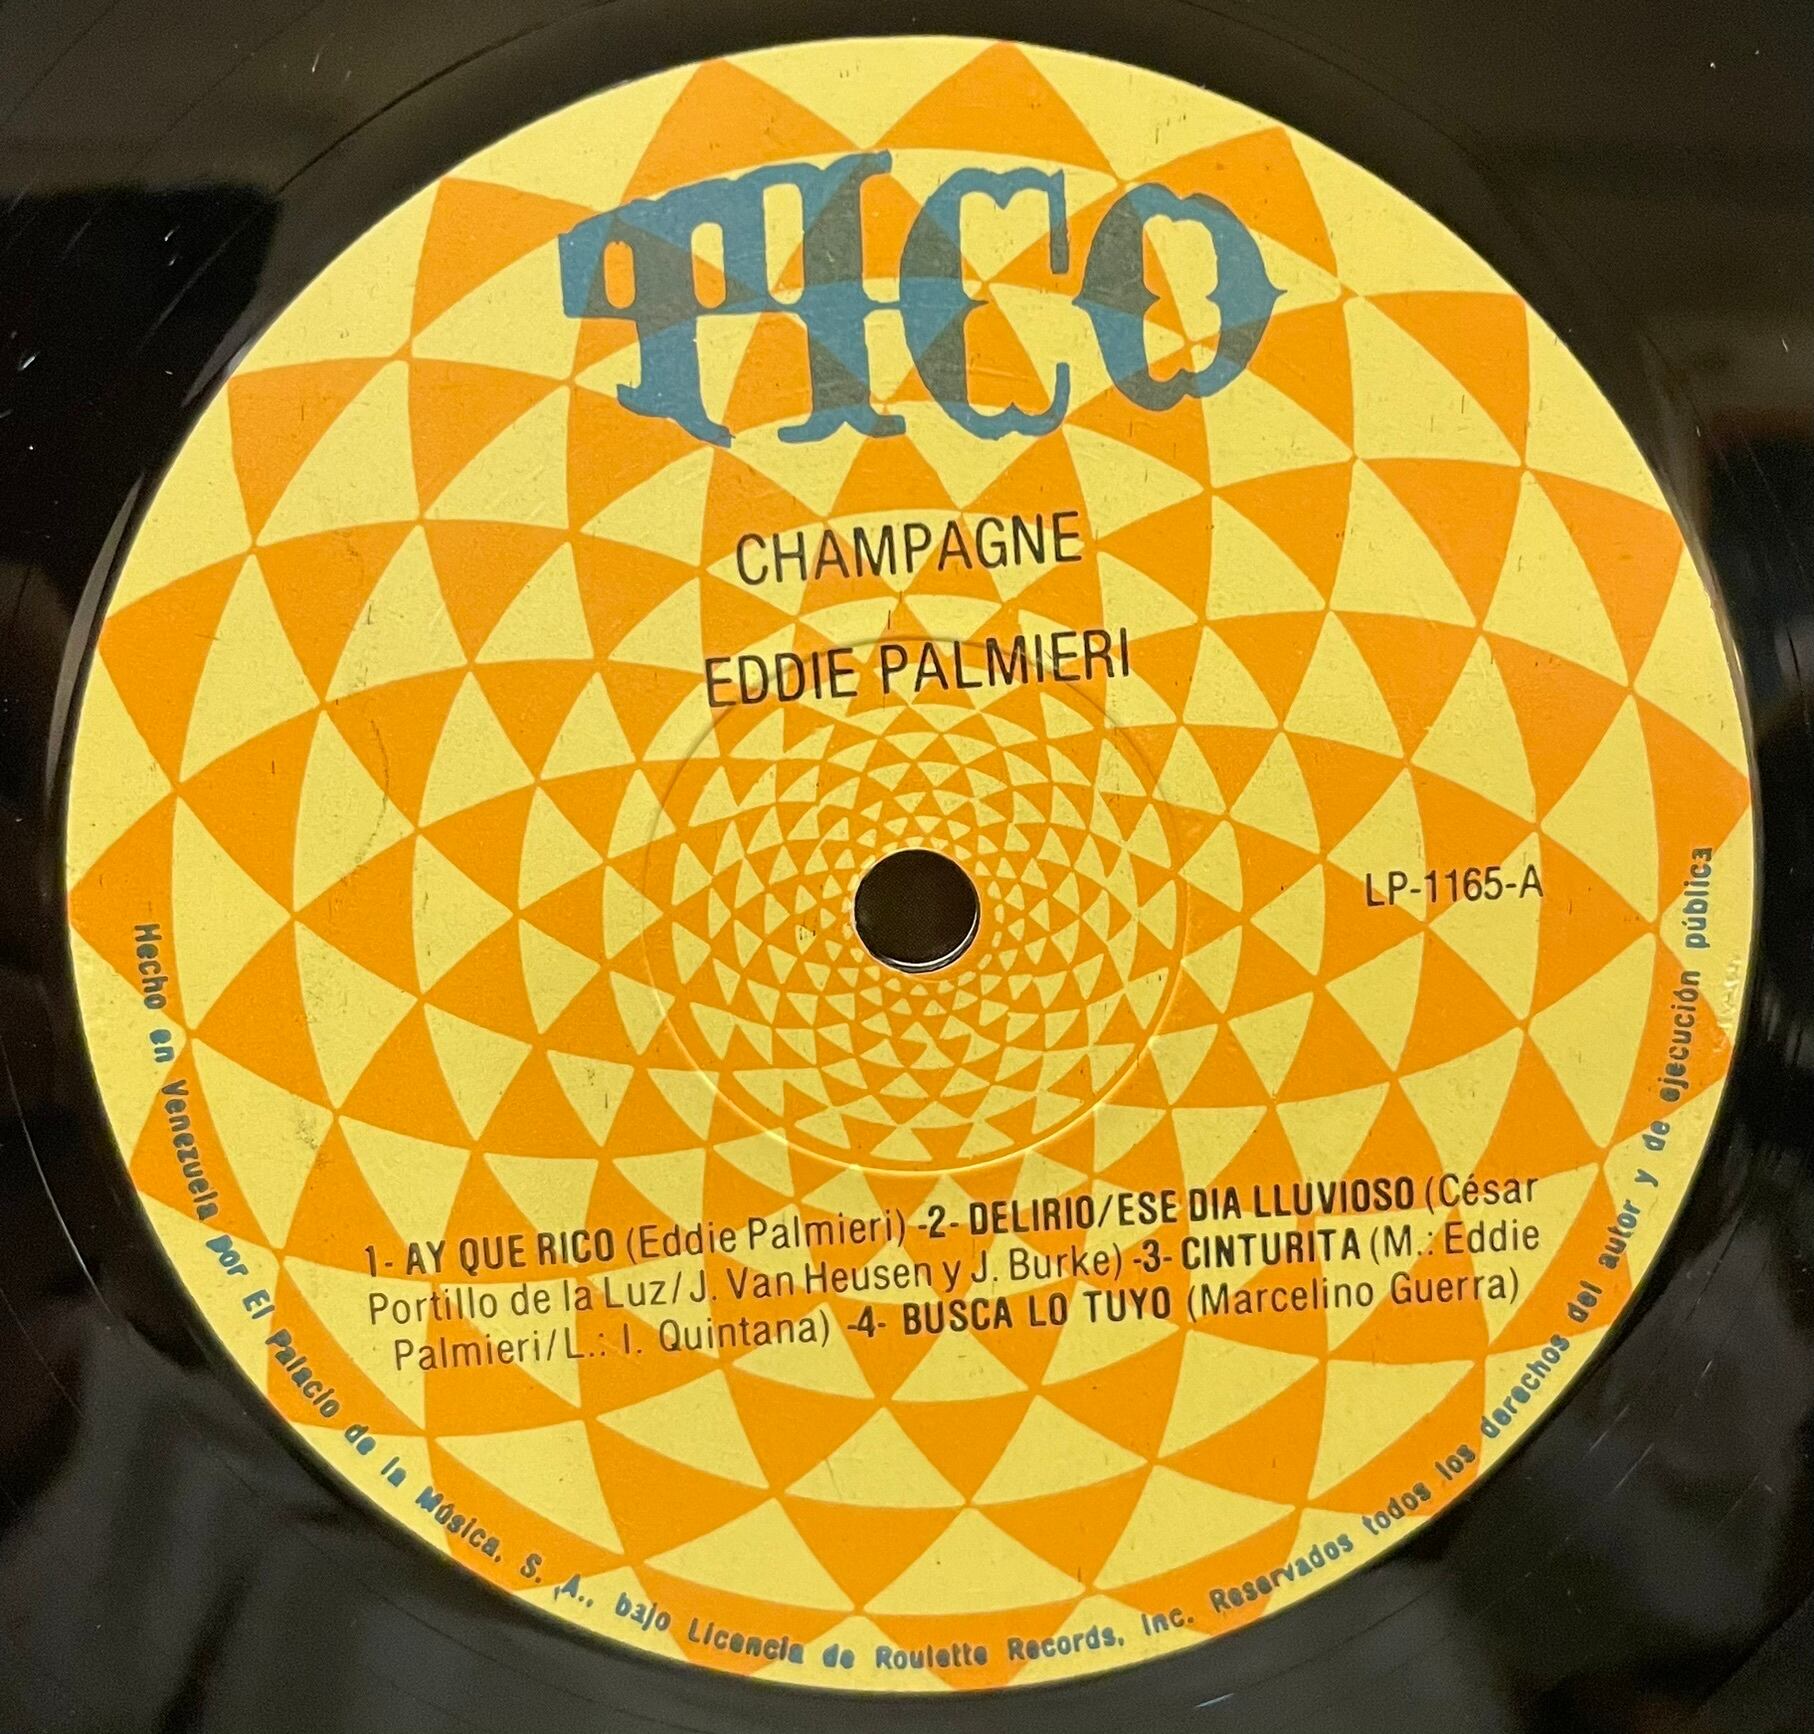 TICO
CHAMPAGNE
EDDIE PALMIERI
LP-1165-A
1- AY QUE RICO (Eddie Palmieri) -2- DELIRIO/ESE DIA LLUVIOSO (César
Portillo de la Luz/J. Van Heusen y J. Burke) -3- CINTURITA (M.: Eddie
Palmieri/L.: I. Quintana) -4- BUSCA LO TUYO (Marcelino Guerra)
Hecho en Venezuela por El Palacio de la Música, S. A., bajo Licencia de Roulette Records, Inc. Reservados todos los derechos del autor y de ejecución pública